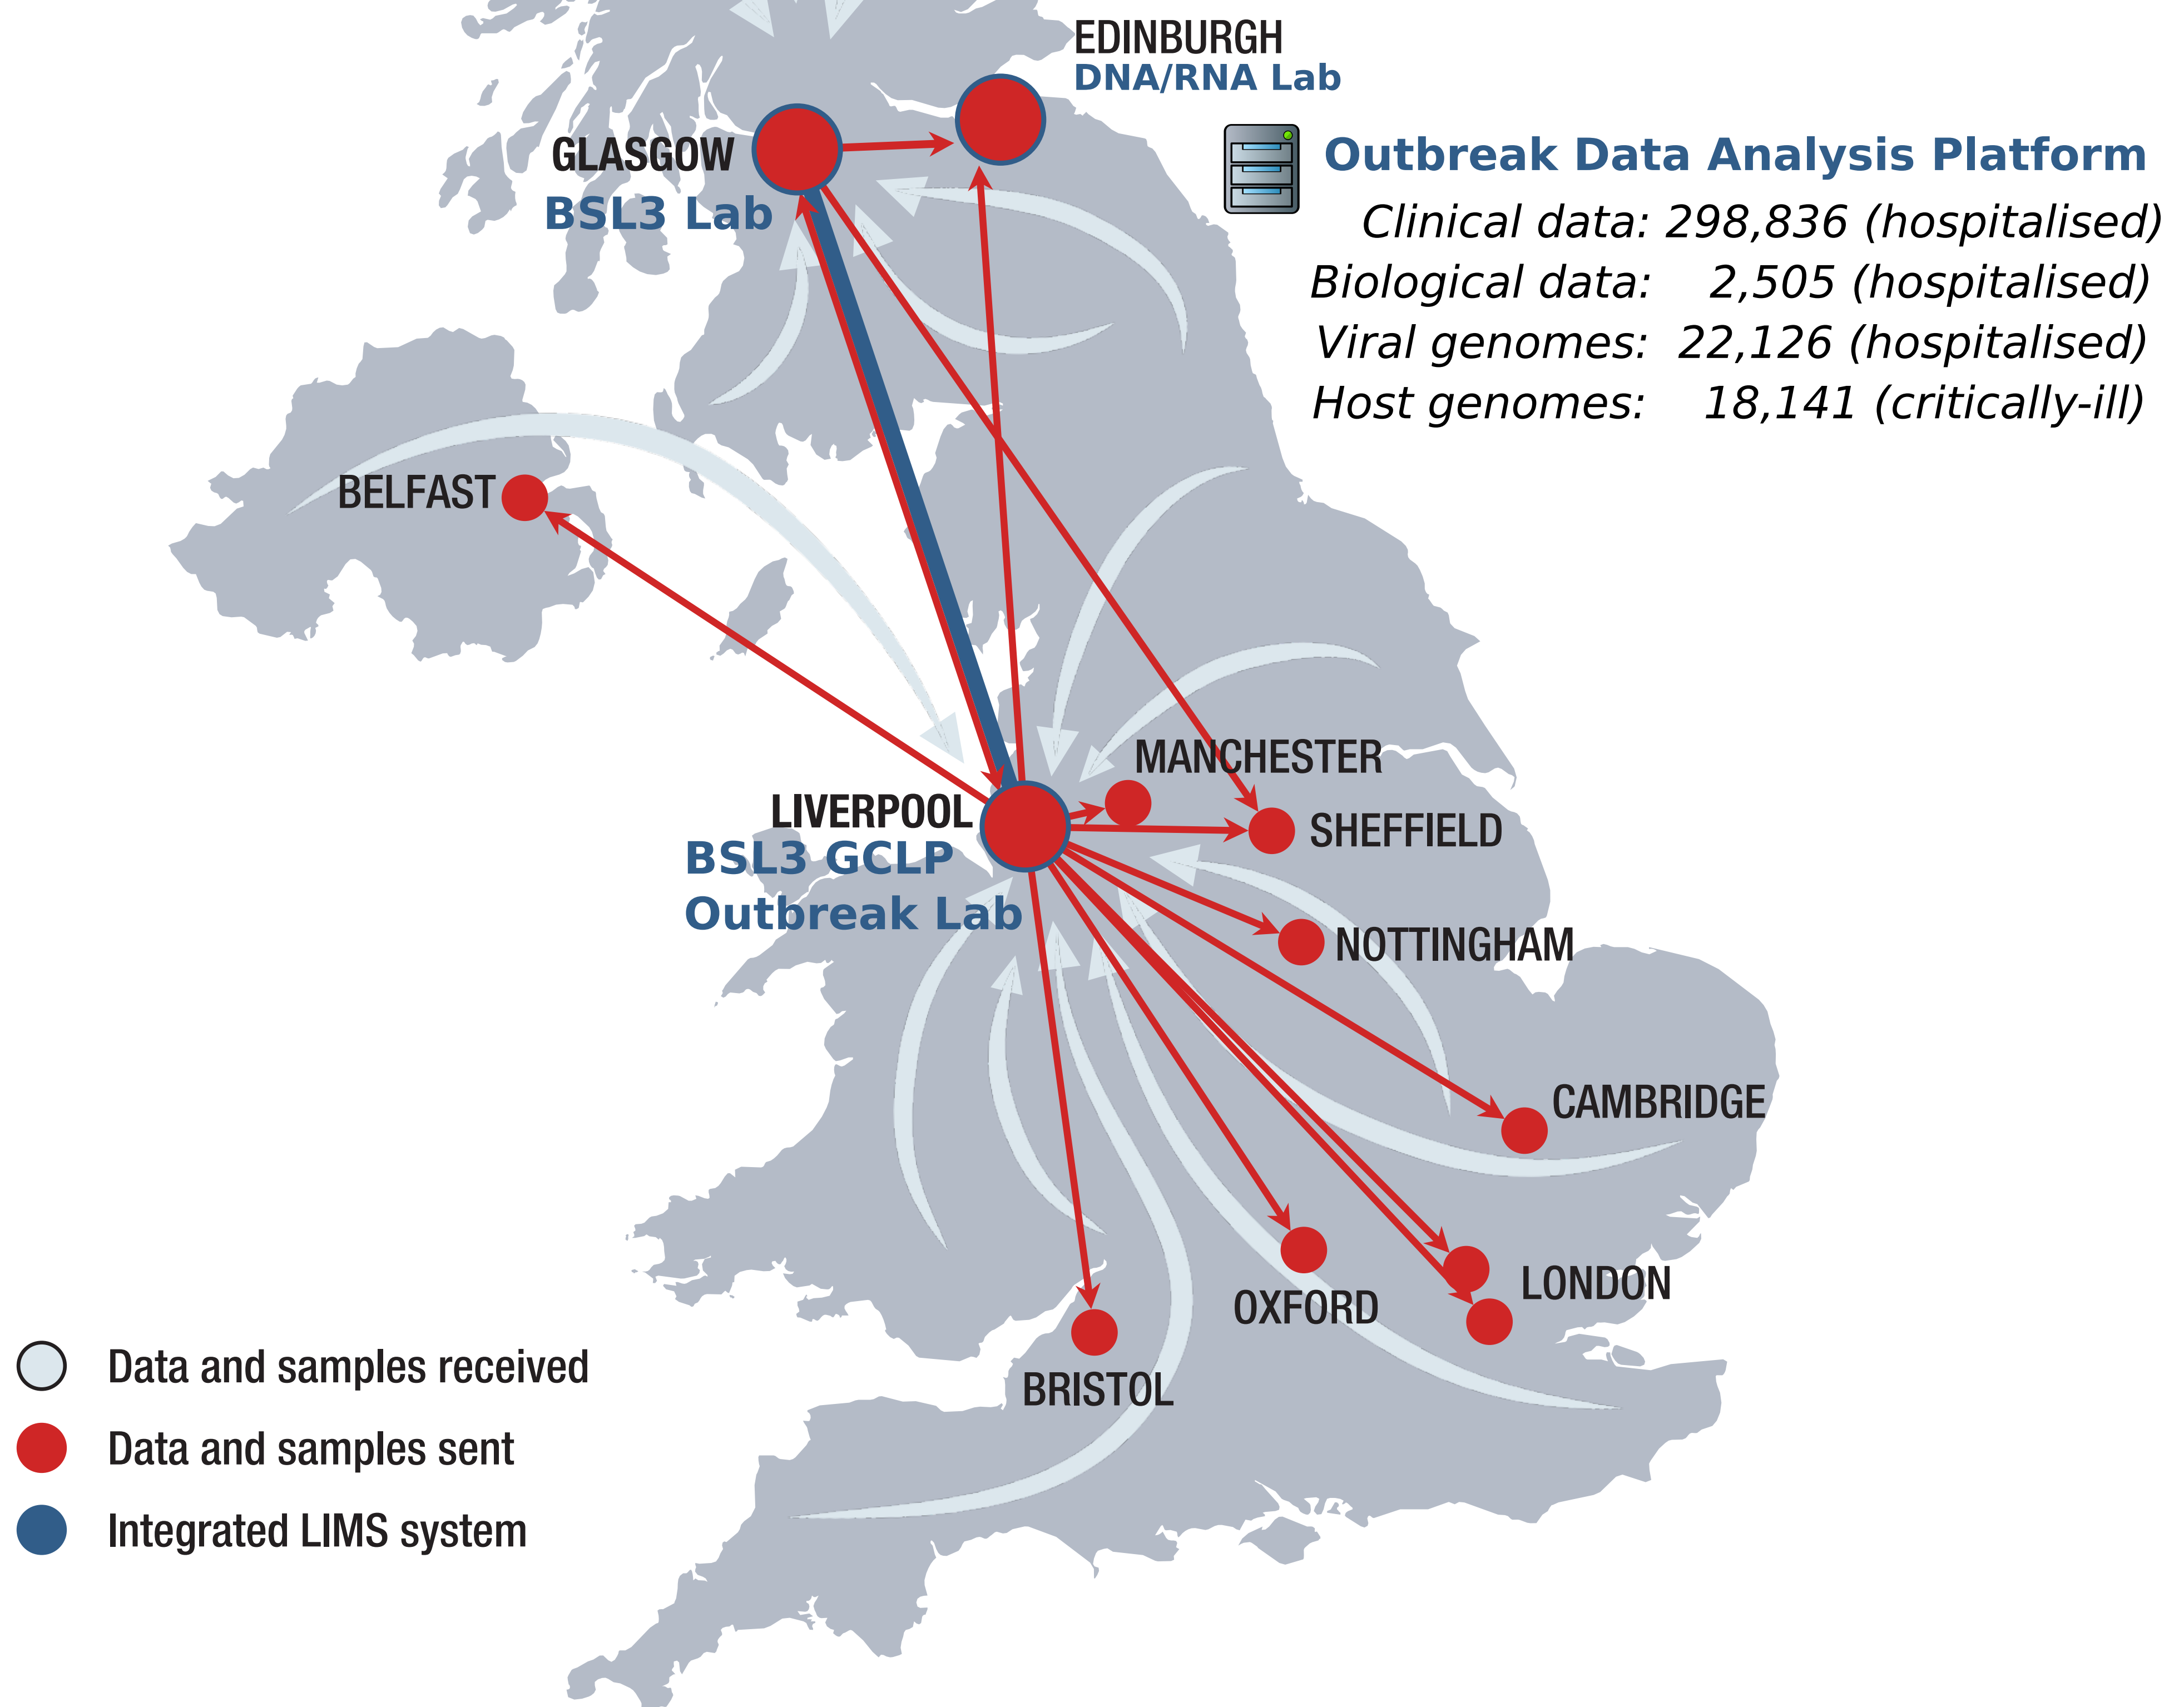 EDINBURGH
DNA/RNA Lab
GLASGOW
BSL3 Lab
Outbreak Data Analysis Platform
Clinical data: 298,836 (hospitalised)
Biological data: 2,505 (hospitalised)
Viral genomes: 22,126 (hospitalised)
Host genomes: 18,141 (critically-ill)
BELFAST
MANCHESTER
LIVERPOOL
BSL3 GCLP
Outbreak Lab
SHEFFIELD
NOTTINGHAM
CAMBRIDGE
LONDON
OXFORD
BRISTOL
Data and samples received
Data and samples sent
Integrated LIMS system